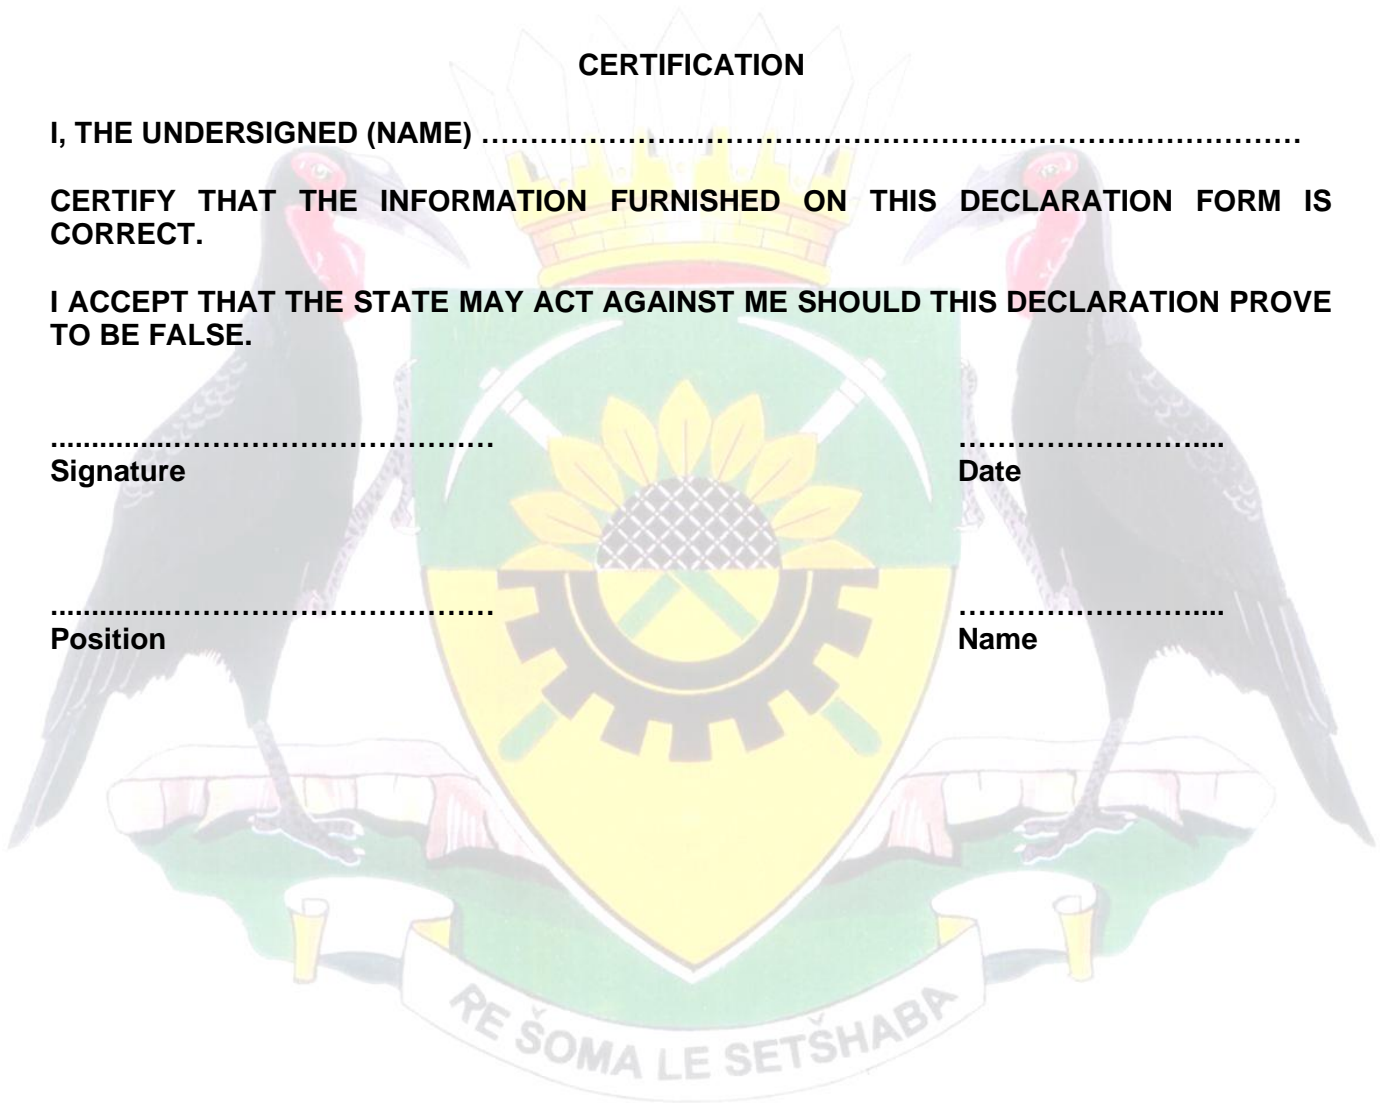 CERTIFICATION
I, THE UNDERSIGNED (NAME) ……………………………………………………………………………
CERTIFY THAT THE INFORMATION FURNISHED ON THIS DECLARATION FORM IS
CORRECT.
I ACCEPT THAT THE STATE MAY ACT AGAINST ME SHOULD THIS DECLARATION PROVE
TO BE FALSE.
...............…………………………… ……………………....
Signature Date
...............…………………………… ……………………....
Position Name
RE ŠOMA LE SETŠHABA